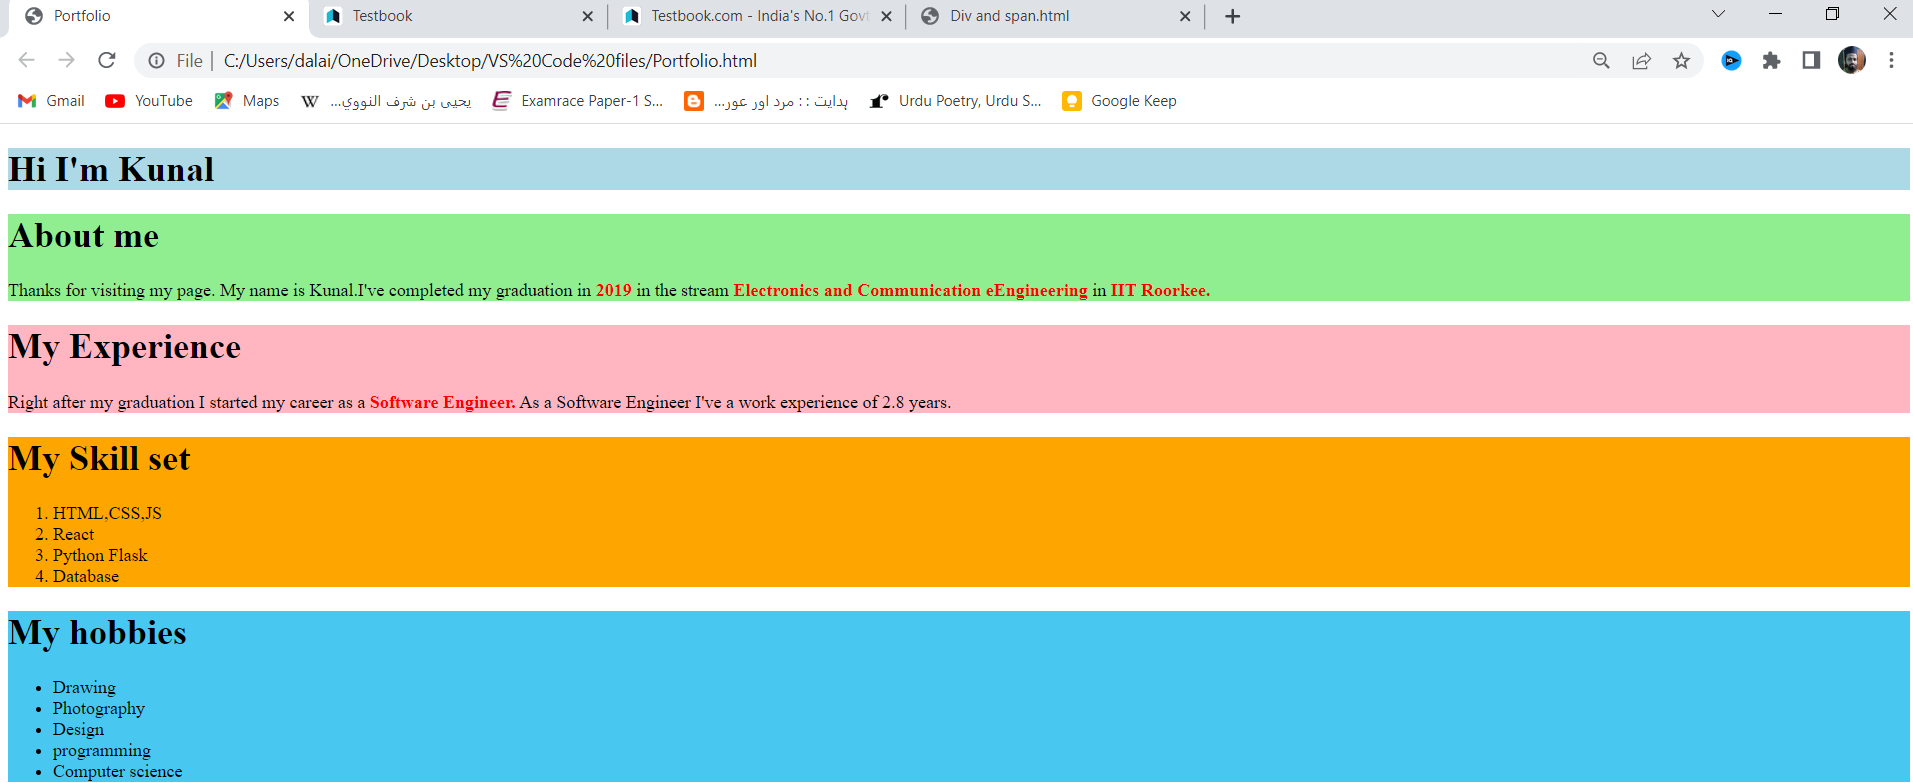 Portfolio
Testbook
Testbook.com - India's No.1 Govt
Div and span.html
File | C:/Users/dalai/OneDrive/Desktop/VS%20Code%20files/Portfolio.html
Gmail
YouTube
Maps
W
يحيى بن شرف النووي...
Examrace Paper-1 S...
ہدایت : : مرد اور عور...
Urdu Poetry, Urdu S...
Google Keep
Hi I'm Kunal
About me
Thanks for visiting my page. My name is Kunal.I've completed my graduation in 2019 in the stream Electronics and Communication eEngineering in IIT Roorkee.
My Experience
Right after my graduation I started my career as a Software Engineer. As a Software Engineer I've a work experience of 2.8 years.
My Skill set
1. HTML,CSS,JS
2. React
3. Python Flask
4. Database
My hobbies
• Drawing
• Photography
• Design
• programming
• Computer science